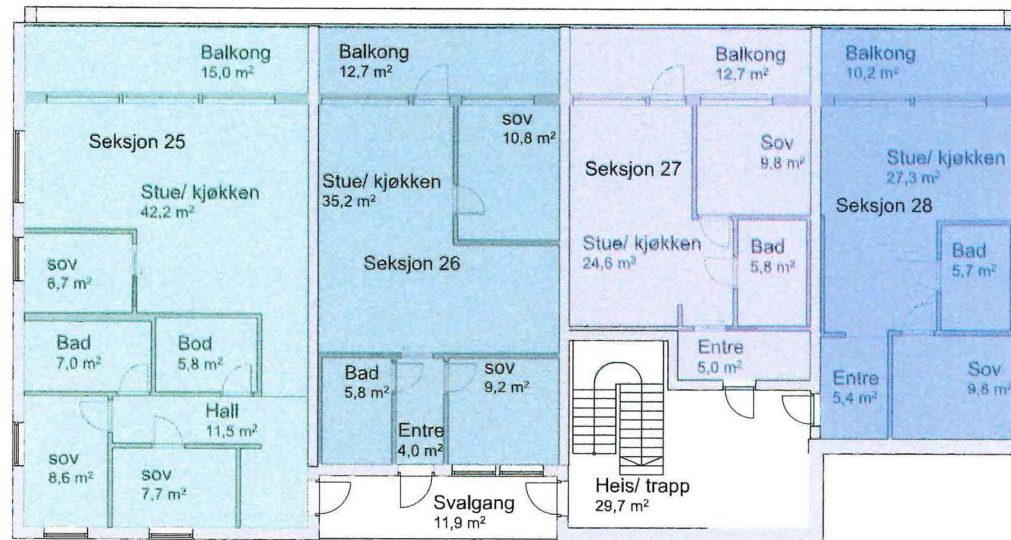 Balkong
15,0 m²
Seksjon 25
Stue/ kjøkken
42,2 m²
sov
6,7 m²
Bad
7,0 m²
Bod
5,8 m²
Hall
11,5 m²
sov
8,6 m²
sov
7,7 m²
Balkong
12,7 m²
sov
10,8 m²
Stue/ kjøkken
35,2 m²
Seksjon 26
Bad
5,8 m²
sov
9,2 m²
Entre
4,0 m²
Svalgang
11,9 m²
Balkong
12,7 m²
Sov
9,8 m²
Seksjon 27
Stue/ kjøkken
24,6 m²
Bad
5,8 m²
Entre
5,0 m²
Heis/ trapp
29,7 m²
Balkong
10,2 m²
Stue/ kjøkken
27,3 m²
Seksjon 28
Bad
5,7 m²
Entre
5,4 m²
Sov
9,8 m²